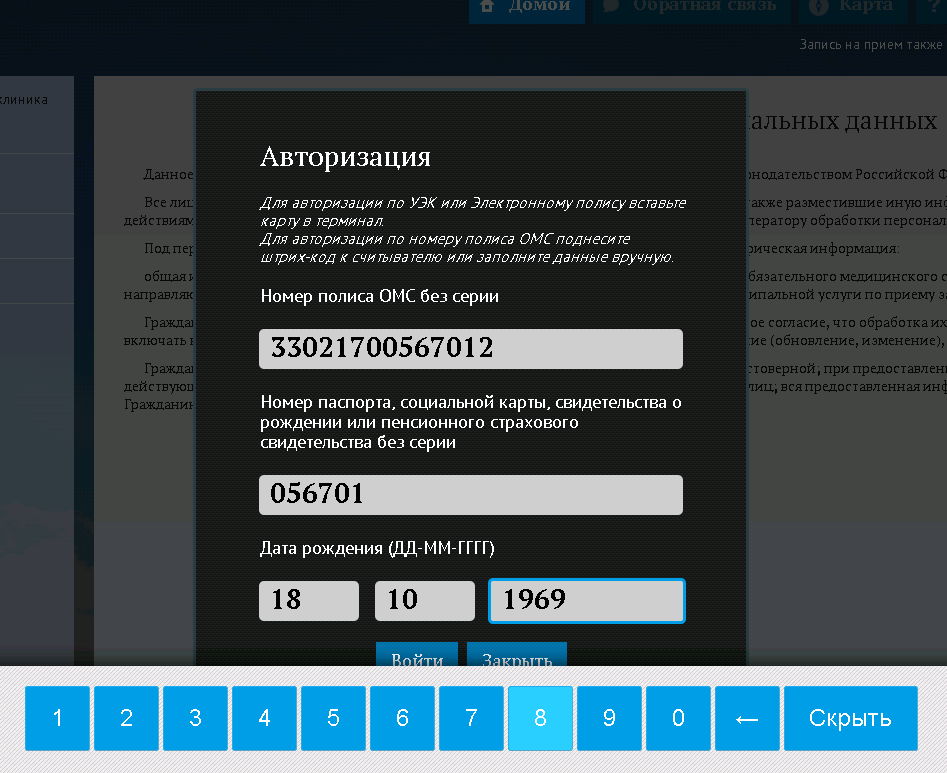 Домой Обратная связь Карта ?
Запись на прием также
клиника
альных данных
Авторизация
Данное
Для авторизации по УЭК или Электронному полису вставьте
карту в терминал.
Для авторизации по номеру полиса ОМС поднесите
штрих-код к считывателю или заполните данные вручную.
Номер полиса ОМС без серии
33021700567012
Номер паспорта, социальной карты, свидетельства о
рождении или пенсионного страхового
свидетельства без серии
056701
Дата рождения (ДД-ММ-ГГГГ)
18 10 1969
Войти Закрыть
онодательством Российской Ф
Все лиц
также разместившие иную ин
действиям
ператору обработки персонал
Под пер
рическая информация:
общая и
бязательного медицинского с
направляю
ипальной услуги по приему за
Граждан
ое согласие, что обработка их
включать в
ие (обновление, изменение),
Граждан
стоверной; при предоставлени
действующ
лиц; вся предоставленная инф
Гражданин
1 2 3 4 5 6 7 8 9 0 ← Скрыть